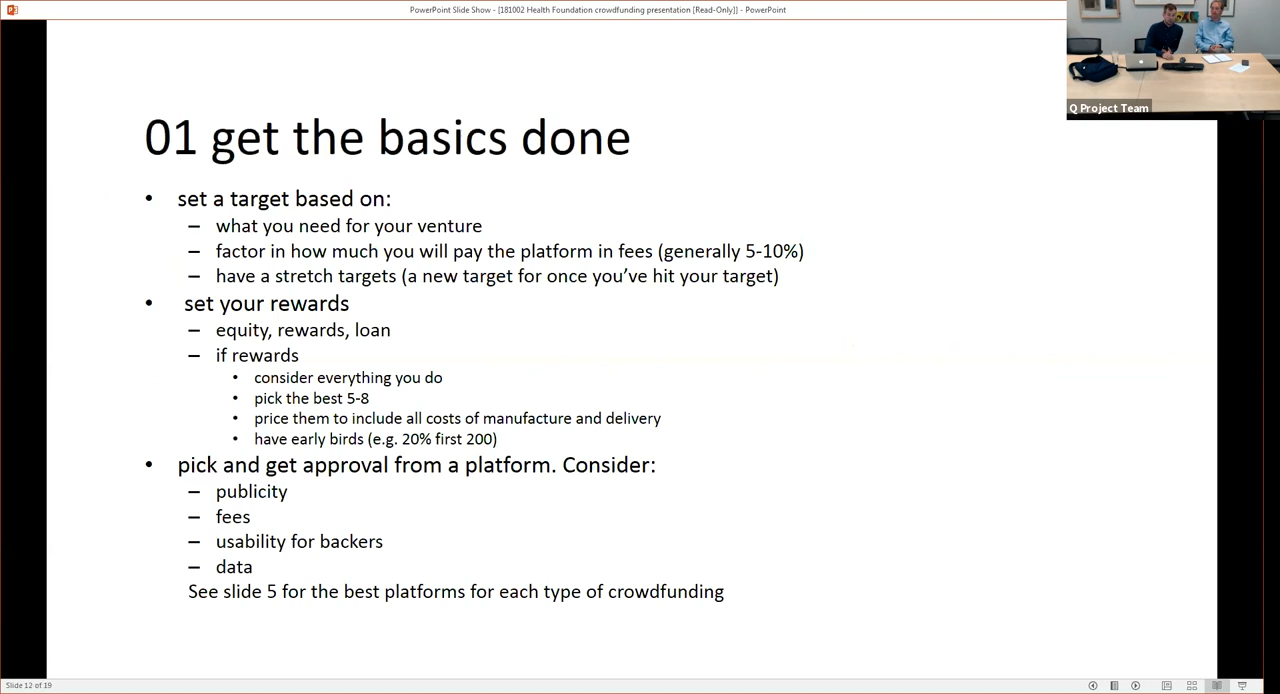 PowerPoint Slide Show - [181002 Health Foundation crowdfunding presentation [Read-Only]] - PowerPoint
Q Project Team
01 get the basics done
• set a target based on:
– what you need for your venture
– factor in how much you will pay the platform in fees (generally 5-10%)
– have a stretch targets (a new target for once you’ve hit your target)
• set your rewards
– equity, rewards, loan
– if rewards
• consider everything you do
• pick the best 5-8
• price them to include all costs of manufacture and delivery
• have early birds (e.g. 20% first 200)
• pick and get approval from a platform. Consider:
– publicity
– fees
– usability for backers
– data
See slide 5 for the best platforms for each type of crowdfunding
Slide 12 of 19